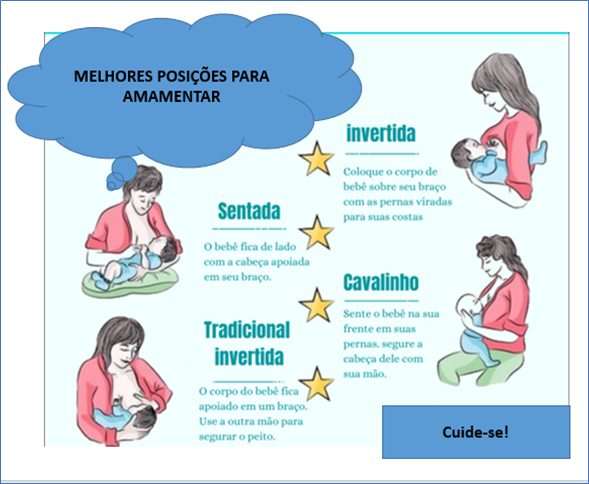 MELHORES POSIÇÕES PARA
AMAMENTAR
invertida
Coloque o corpo de
bebê sobre seu braço
com as pernas viradas
para suas costas
Sentada
O bebê fica de lado
com a cabeça apoiada
em seu braço.
Cavalinho
Sente o bebê na sua
frente em suas
pernas. segure a
cabeça dele com
sua mão.
Tradicional
invertida
O corpo do bebê fica
apoiado em um braço.
Use a outra mão para
segurar o peito.
Cuide-se!